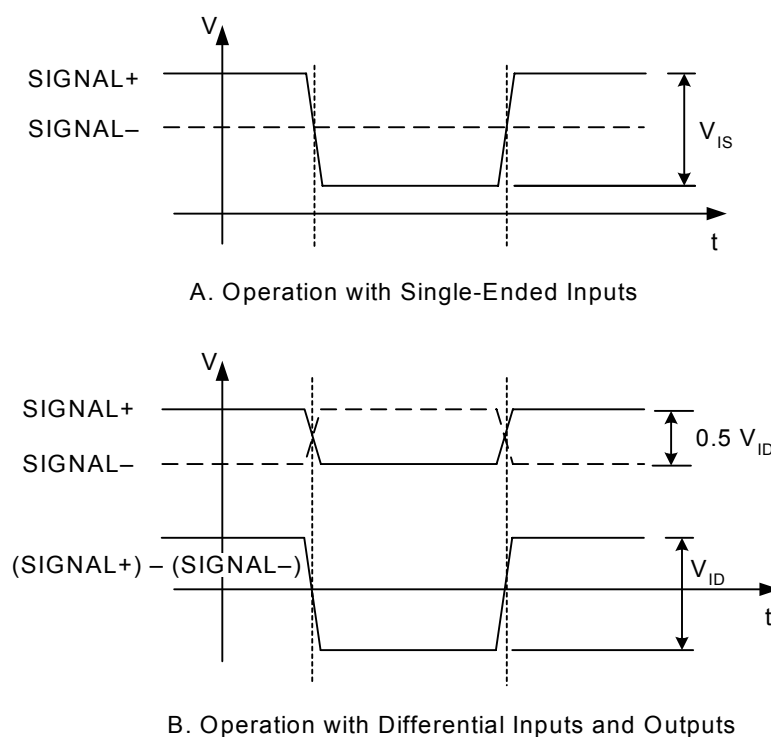 V
SIGNAL+
SIGNAL–
V_IS
t
A. Operation with Single-Ended Inputs
V
SIGNAL+
SIGNAL–
0.5 V_ID
(SIGNAL+) – (SIGNAL–)
V_ID
t
B. Operation with Differential Inputs and Outputs